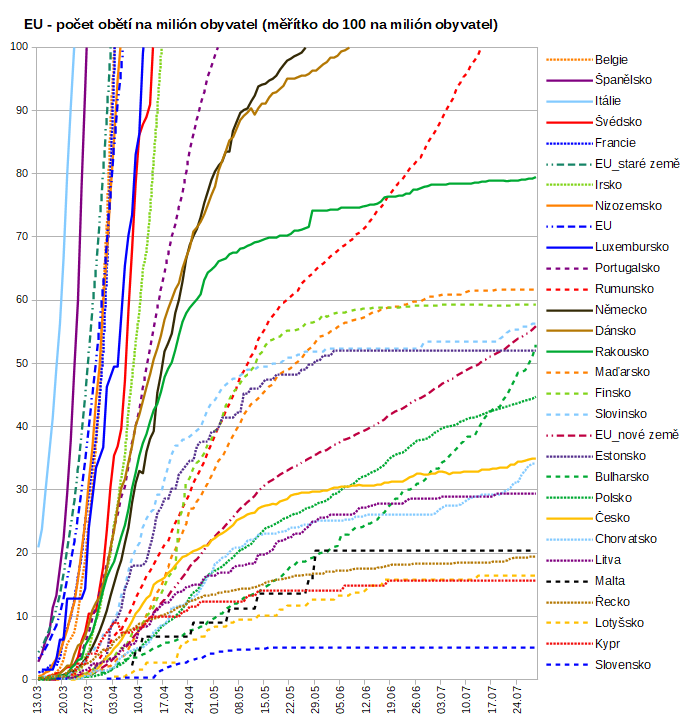 EU - počet obětí na milión obyvatel (měřítko do 100 na milión obyvatel)
100
90
80
70
60
50
40
30
20
10
0
13.03
20.03
27.03
03.04
10.04
17.04
24.04
01.05
08.05
15.05
22.05
29.05
05.06
12.06
19.06
26.06
03.07
10.07
17.07
24.07
Belgie
Španělsko
Itálie
Švédsko
Francie
EU_staré země
Irsko
Nizozemsko
EU
Luxembursko
Portugalsko
Rumunsko
Německo
Dánsko
Rakousko
Maďarsko
Finsko
Slovinsko
EU_nové země
Estonsko
Bulharsko
Polsko
Česko
Chorvatsko
Litva
Malta
Řecko
Lotyšsko
Kypr
Slovensko